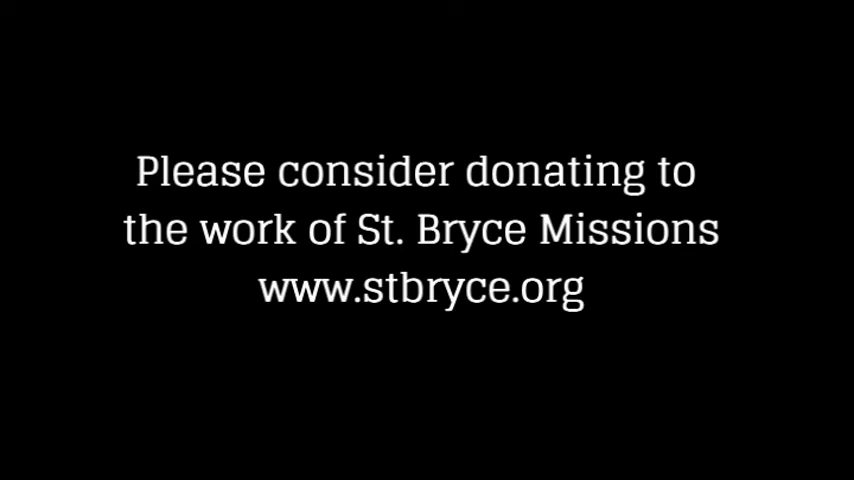 Please consider donating to
the work of St. Bryce Missions
www.stbryce.org